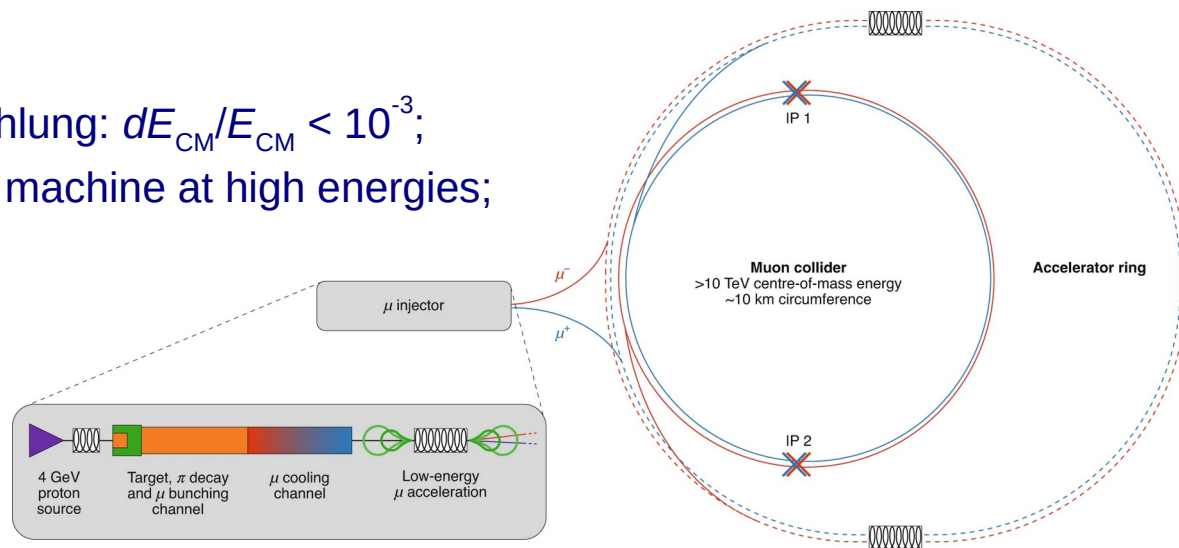 hlung: dE_CM/E_CM < 10^-3;
machine at high energies;
IP 1
Muon collider
>10 TeV centre-of-mass energy
~10 km circumference
Accelerator ring
μ⁻
μ injector
μ⁺
IP 2
4 GeV
proton
source
Target, π decay
and μ bunching
channel
μ cooling
channel
Low-energy
μ acceleration